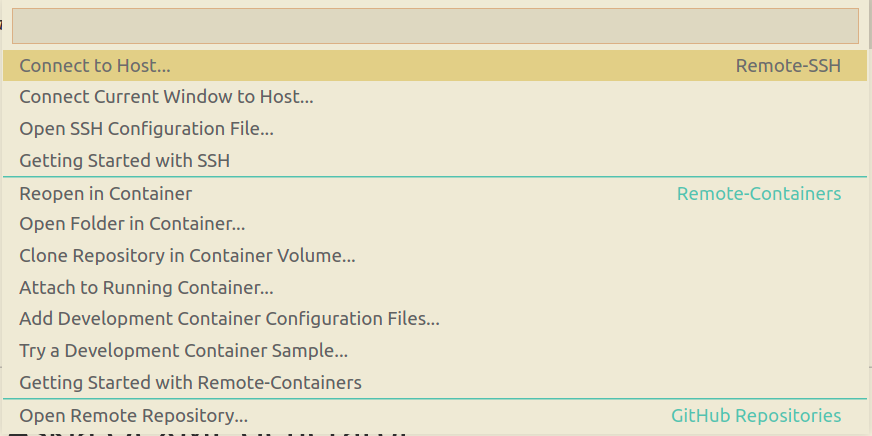 Connect to Host... Remote-SSH
Connect Current Window to Host...
Open SSH Configuration File...
Getting Started with SSH
Reopen in Container Remote-Containers
Open Folder in Container...
Clone Repository in Container Volume...
Attach to Running Container...
Add Development Container Configuration Files...
Try a Development Container Sample...
Getting Started with Remote-Containers
Open Remote Repository... GitHub Repositories